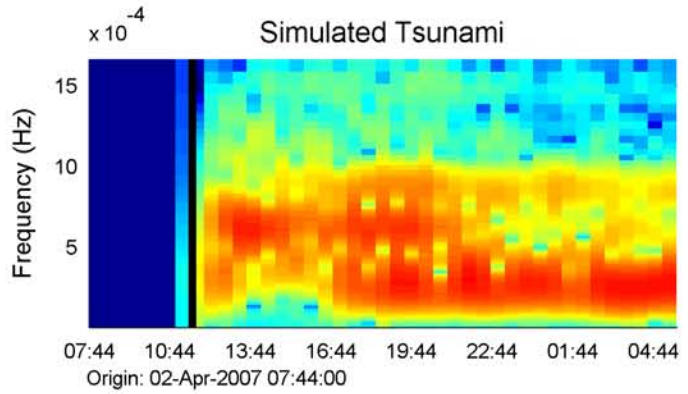 x 10⁻⁴
Simulated Tsunami
15
10
5
Frequency (Hz)
07:44 10:44 13:44 16:44 19:44 22:44 01:44 04:44
Origin: 02-Apr-2007 07:44:00